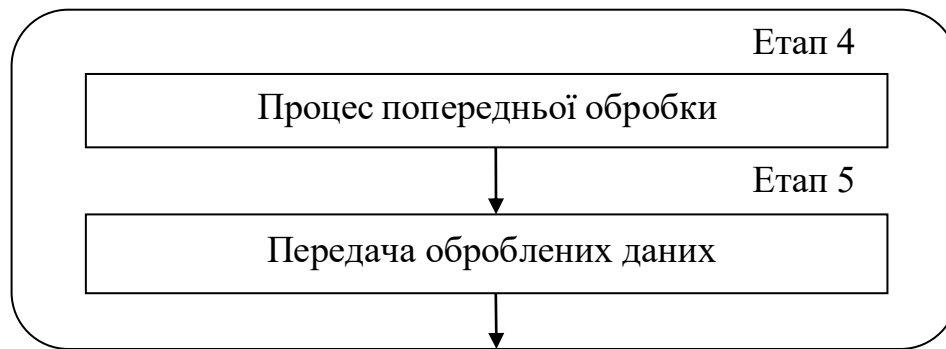 Етап 4
Процес попередньої обробки
Етап 5
Передача оброблених даних